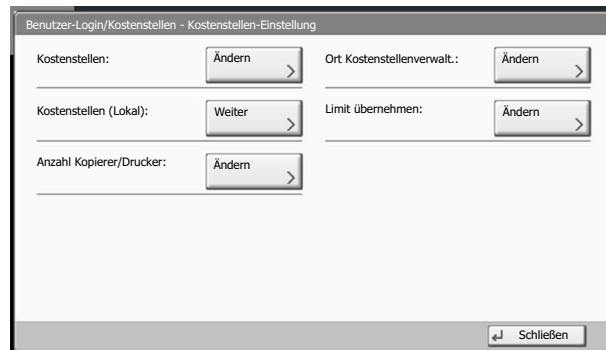 Benutzer-Login/Kostenstellen - Kostenstellen-Einstellung
Kostenstellen:
Ändern
Ort Kostenstellenverwalt.:
Ändern
Kostenstellen (Lokal):
Weiter
Limit übernehmen:
Ändern
Anzahl Kopierer/Drucker:
Ändern
Schließen